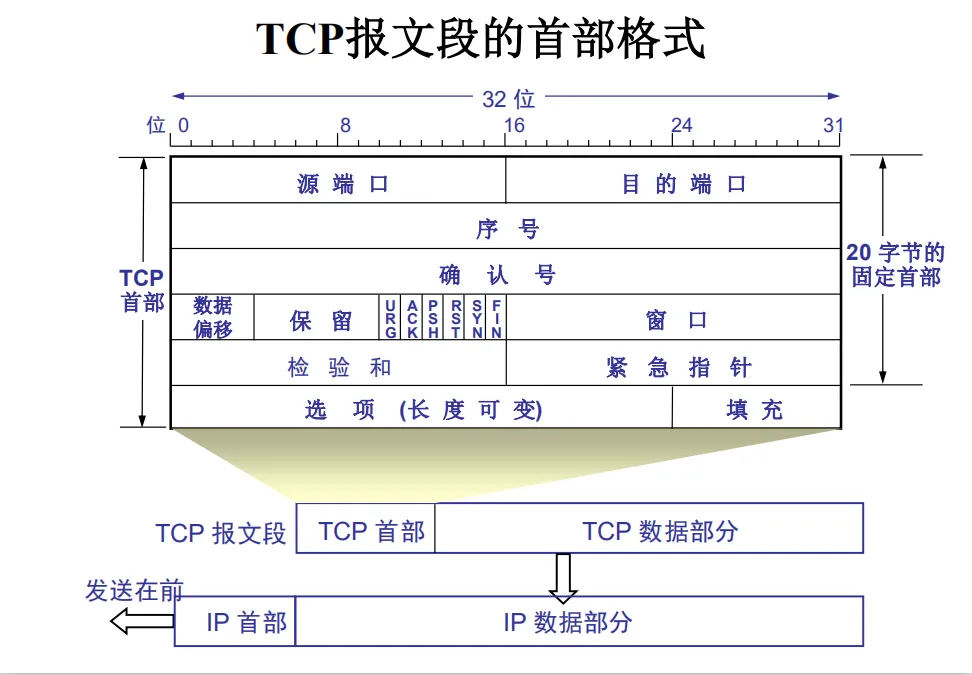 TCP报文段的首部格式
32 位
位 0 8 16 24 31
源 端 口 目 的 端 口
序 号
20 字节的
固定首部
确 认 号
TCP
首部
数据
偏移
保 留
URG ACK PSH RST SYN FIN
窗 口
检 验 和 紧 急 指 针
选 项 (长 度 可 变) 填 充
TCP 报文段 TCP 首部 TCP 数据部分
发送在前
IP 首部 IP 数据部分